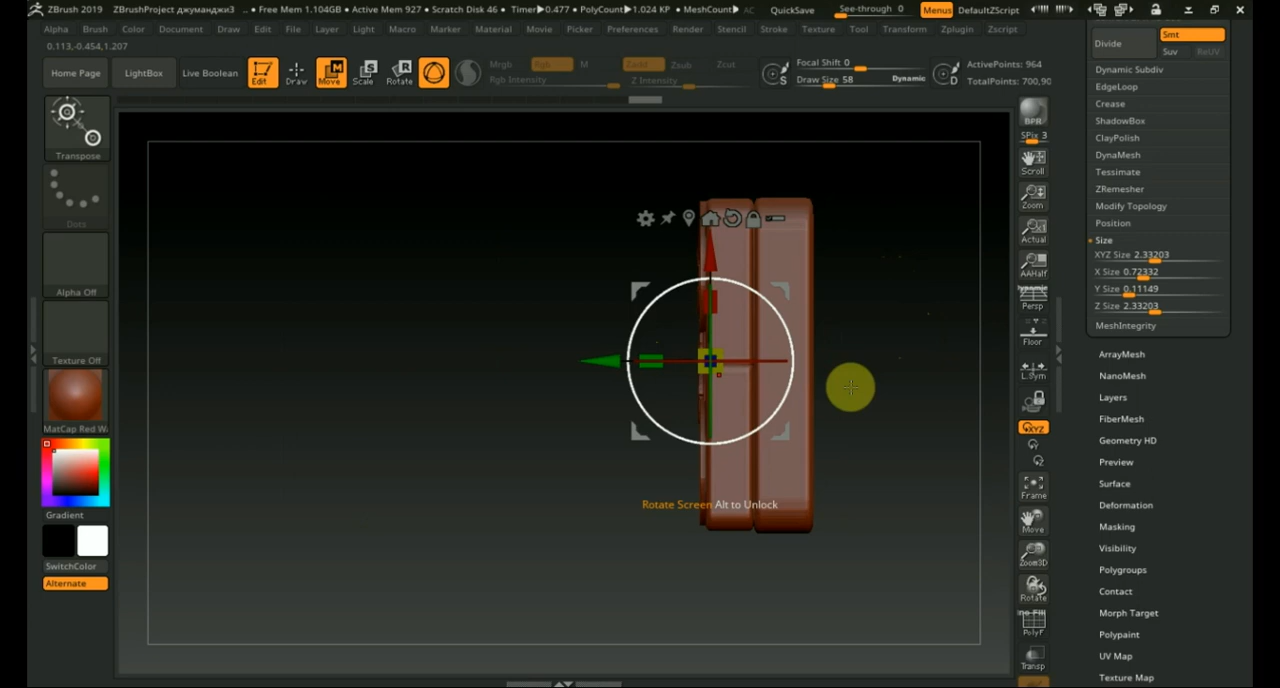 ZBrush 2019 ZBrushProject джуманджи3 ... • Free Mem 1.104GB • Active Mem 927 • Scratch Disk 46 • Timer▶0.477 • PolyCount▶1.024 KP • MeshCount▶ AC QuickSave See-through 0 Menus DefaultZScript
Alpha Brush Color Document Draw Edit File Layer Light Macro Marker Material Movie Picker Preferences Render Stencil Stroke Texture Tool Transform Zplugin Zscript
0.113,-0.454,1.207
Home Page LightBox Live Boolean Edit Draw Move Scale Rotate
Mrgb Rgb M Zadd Zsub Zcut
Rgb Intensity Z Intensity
Focal Shift 0
Draw Size 58 Dynamic
ActivePoints: 964
TotalPoints: 700,90
Transpose
Dots
Alpha Off
Texture Off
MatCap Red W
Gradient
SwitchColor
Alternate
Rotate Screen Alt to Unlock
BPR
SPix 3
Scroll
Zoom
Actual
AAHalf
Dynamic
Persp
Floor
L.Sym
XYZ
Frame
Move
Zoom3D
Rotate
PolyF
Transp
Divide Smt
Suv ReUV
Dynamic Subdiv
EdgeLoop
Crease
ShadowBox
ClayPolish
DynaMesh
Tessimate
ZRemesher
Modify Topology
Position
Size
XYZ Size 2.33203
X Size 0.72332
Y Size 0.11149
Z Size 2.33203
MeshIntegrity
ArrayMesh
NanoMesh
Layers
FiberMesh
Geometry HD
Preview
Surface
Deformation
Masking
Visibility
Polygroups
Contact
Morph Target
Polypaint
UV Map
Texture Map